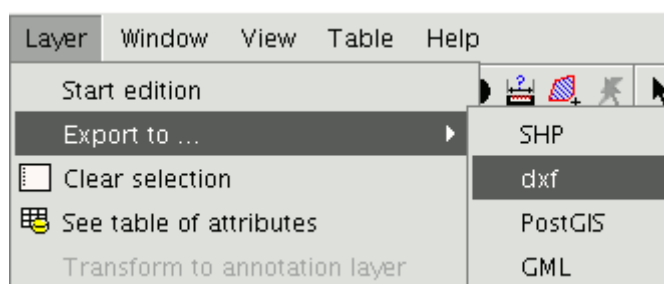 Layer Window View Table Help
Start edition
Export to ...
SHP
Clear selection
dxf
See table of attributes
PostGIS
Transform to annotation layer
GML